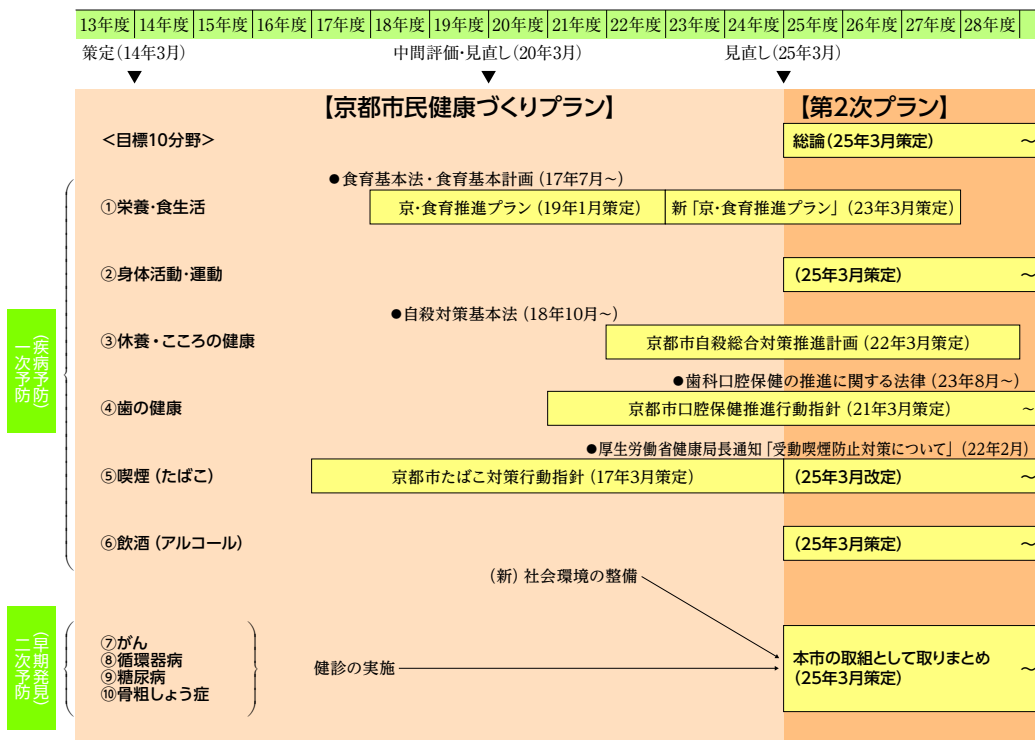 13年度 14年度 15年度 16年度 17年度 18年度 19年度 20年度 21年度 22年度 23年度 24年度 25年度 26年度 27年度 28年度
策定(14年3月) 中間評価・見直し(20年3月) 見直し(25年3月)
▼ ▼ ▼
【京都市民健康づくりプラン】 【第2次プラン】
<目標10分野> 総論(25年3月策定) ～
●食育基本法・食育基本計画(17年7月～)
①栄養・食生活 京・食育推進プラン(19年1月策定) 新「京・食育推進プラン」(23年3月策定)
②身体活動・運動 (25年3月策定) ～
●自殺対策基本法(18年10月～)
③休養・こころの健康 京都市自殺総合対策推進計画(22年3月策定)
●歯科口腔保健の推進に関する法律(23年8月～)
④歯の健康 京都市口腔保健推進行動指針(21年3月策定) ～
●厚生労働省健康局長通知「受動喫煙防止対策について」(22年2月)
⑤喫煙(たばこ) 京都市たばこ対策行動指針(17年3月策定) (25年3月改定) ～
⑥飲酒(アルコール) (25年3月策定) ～
一次予防
(疾病予防)
(新)社会環境の整備
⑦がん
⑧循環器病
⑨糖尿病
⑩骨粗しょう症
健診の実施
本市の取組として取りまとめ ～
(25年3月策定)
二次予防
(早期発見)